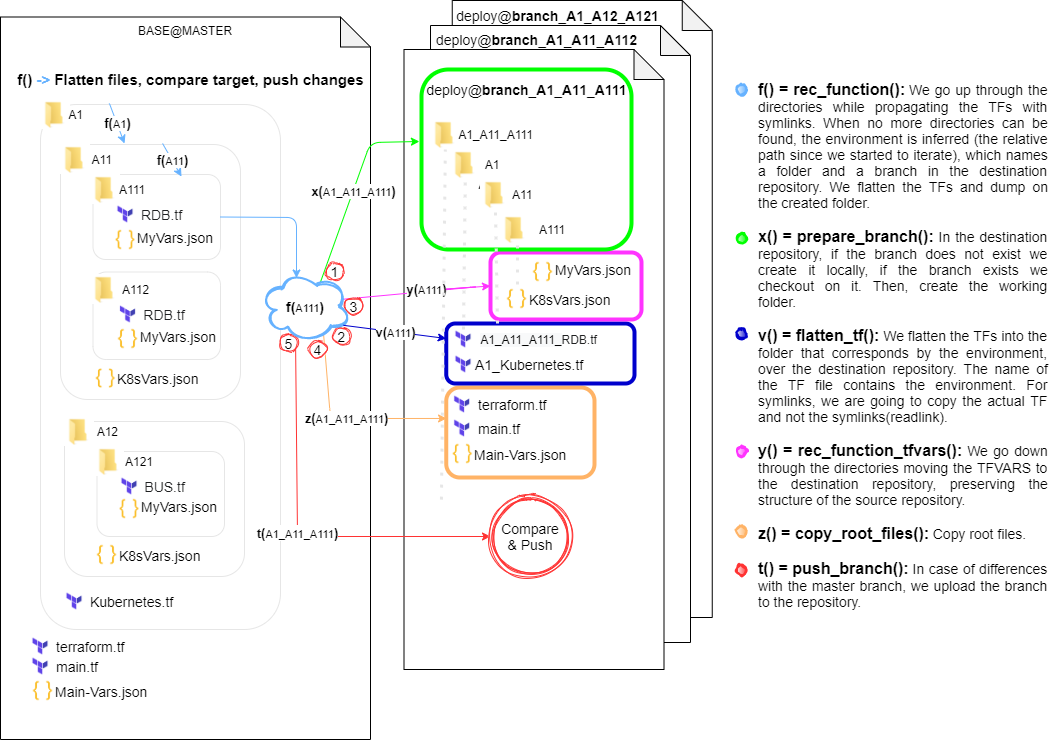 BASE@MASTER
f() -> Flatten files, compare target, push changes
A1
f(A1)
A11
f(A11)
A111
RDB.tf
MyVars.json
A112
RDB.tf
MyVars.json
K8sVars.json
A12
A121
BUS.tf
MyVars.json
K8sVars.json
Kubernetes.tf
terraform.tf
main.tf
Main-Vars.json
f(A111)
1
2
3
4
5
x(A1_A11_A111)
y(A111)
v(A111)
z(A1_A11_A111)
t(A1_A11_A111)
deploy@branch_A1_A12_A121
deploy@branch_A1_A11_A112
deploy@branch_A1_A11_A111
A1_A11_A111
A1
A11
A111
MyVars.json
K8sVars.json
A1_A11_A111_RDB.tf
A1_Kubernetes.tf
terraform.tf
main.tf
Main-Vars.json
Compare
& Push
f() = rec_function(): We go up through the
directories while propagating the TFs with
symlinks. When no more directories can be
found, the environment is inferred (the relative
path since we started to iterate), which names
a folder and a branch in the destination
repository. We flatten the TFs and dump on
the created folder.
x() = prepare_branch(): In the destination
repository, if the branch does not exist we
create it locally, if the branch exists we
checkout on it. Then, create the working
folder.
v() = flatten_tf(): We flatten the TFs into the
folder that corresponds by the environment,
over the destination repository. The name of
the TF file contains the environment. For
symlinks, we are going to copy the actual TF
and not the symlinks(readlink).
y() = rec_function_tfvars(): We go down
through the directories moving the TFVARS to
the destination repository, preserving the
structure of the source repository.
z() = copy_root_files(): Copy root files.
t() = push_branch(): In case of differences
with the master branch, we upload the branch
to the repository.